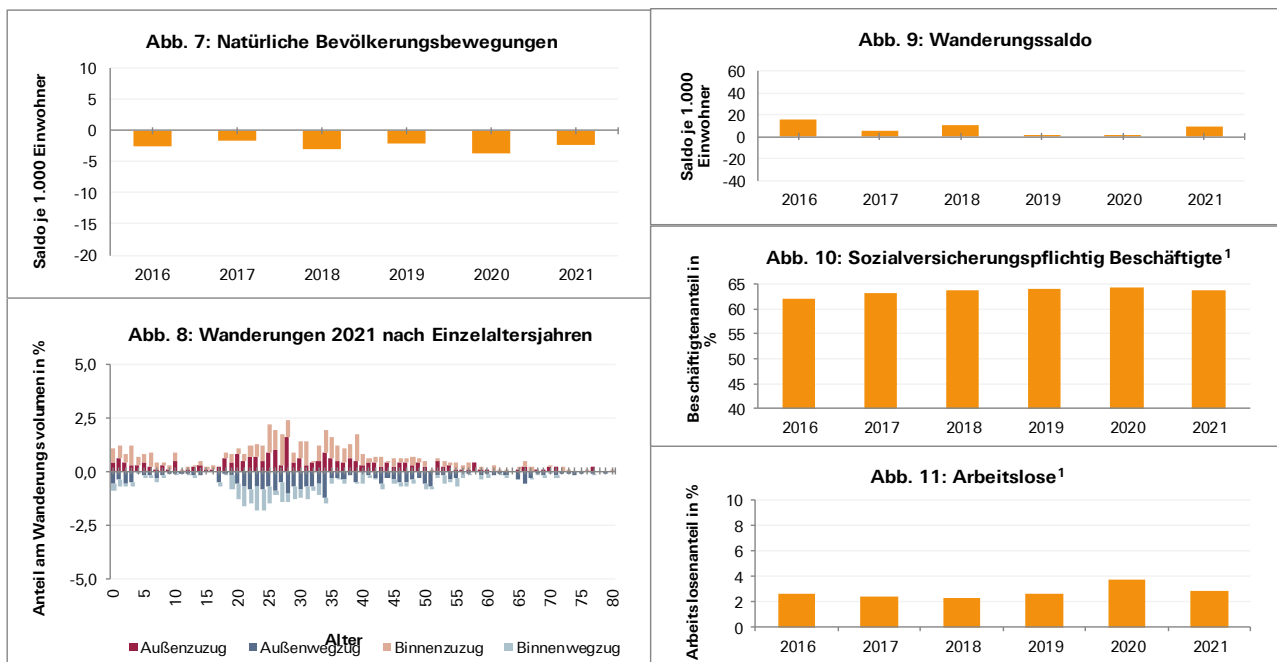 Abb. 7: Natürliche Bevölkerungsbewegungen
Saldo je 1.000 Einwohner
10
5
0
-5
-10
-15
-20
2016 2017 2018 2019 2020 2021
Abb. 8: Wanderungen 2021 nach Einzelaltersjahren
Anteil am Wanderungsvolumen in %
5,0
2,5
0,0
-2,5
-5,0
0 5 10 15 20 25 30 35 40 45 50 55 60 65 70 75 80
Alter
Außenzuzug Außenwegzug Binnenzuzug Binnenwegzug
Abb. 9: Wanderungssaldo
Saldo je 1.000
Einwohner
60
40
20
0
-20
-40
2016 2017 2018 2019 2020 2021
Abb. 10: Sozialversicherungspflichtig Beschäftigte¹
Beschäftigtenanteil in
%
65
60
55
50
45
40
2016 2017 2018 2019 2020 2021
Abb. 11: Arbeitslose¹
Arbeitslosenanteil in %
10
8
6
4
2
0
2016 2017 2018 2019 2020 2021